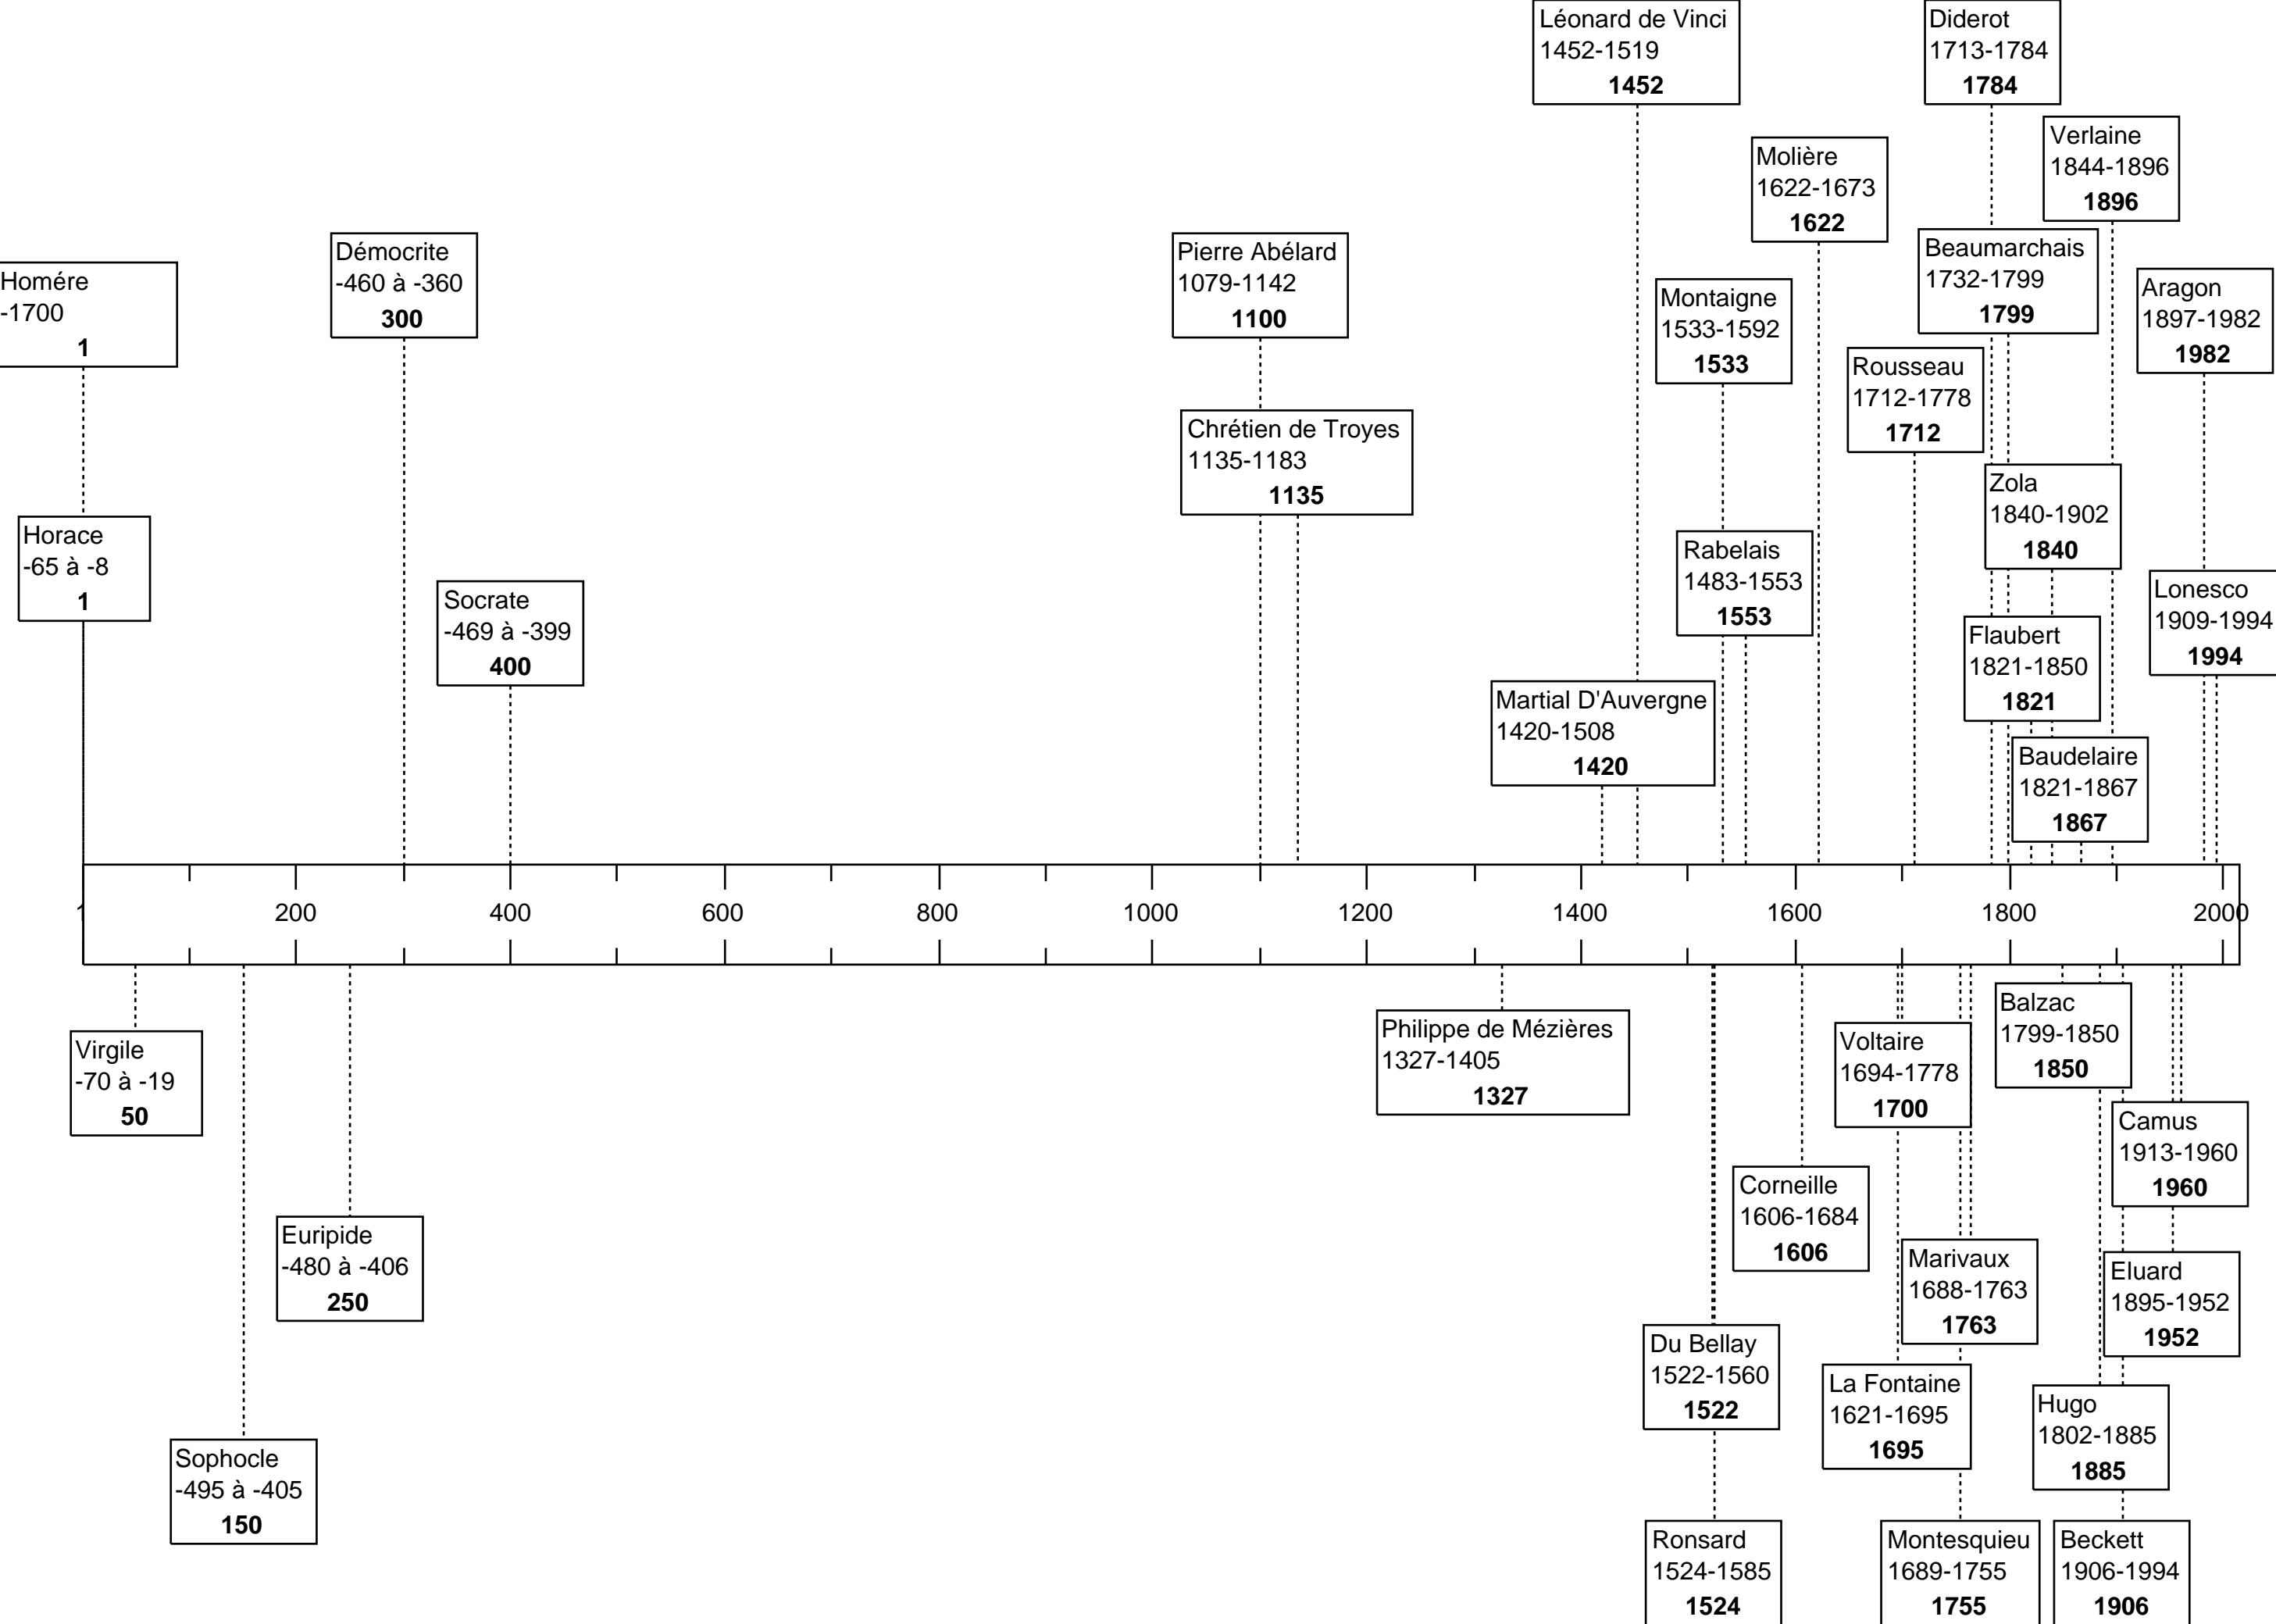 Léonard de Vinci
1452-1519
1452
Diderot
1713-1784
1784
Verlaine
1844-1896
1896
Molière
1622-1673
1622
Homére
-1700
1
Démocrite
-460 à -360
300
Pierre Abélard
1079-1142
1100
Beaumarchais
1732-1799
1799
Montaigne
1533-1592
1533
Aragon
1897-1982
1982
Rousseau
1712-1778
1712
Chrétien de Troyes
1135-1183
1135
Zola
1840-1902
1840
Horace
-65 à -8
1
Rabelais
1483-1553
1553
Lonesco
1909-1994
1994
Socrate
-469 à -399
400
Flaubert
1821-1850
1821
Martial D'Auvergne
1420-1508
1420
Baudelaire
1821-1867
1867
1 200 400 600 800 1000 1200 1400 1600 1800 2000
Balzac
1799-1850
1850
Philippe de Mézières
1327-1405
1327
Voltaire
1694-1778
1700
Virgile
-70 à -19
50
Camus
1913-1960
1960
Corneille
1606-1684
1606
Euripide
-480 à -406
250
Marivaux
1688-1763
1763
Eluard
1895-1952
1952
Du Bellay
1522-1560
1522
La Fontaine
1621-1695
1695
Hugo
1802-1885
1885
Sophocle
-495 à -405
150
Ronsard
1524-1585
1524
Montesquieu
1689-1755
1755
Beckett
1906-1994
1906